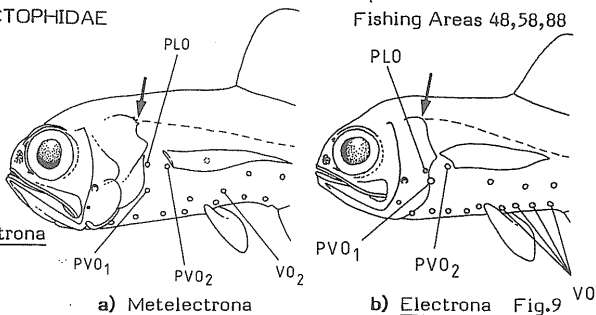 CTOPHIDAE
Fishing Areas 48,58,88
PLO
PLO
trona
PVO1
PVO2
VO2
PVO1
PVO2
VO
a) Metelectrona
b) Electrona Fig.9